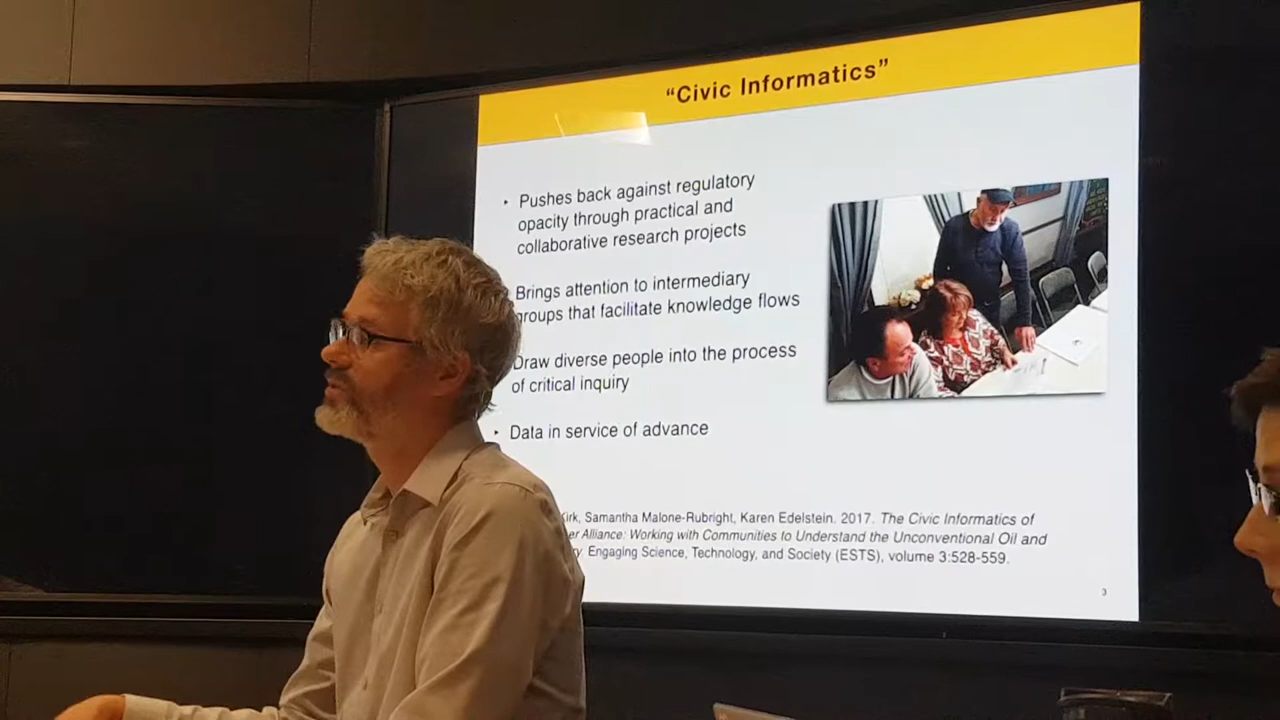 “Civic Informatics”
‣ Pushes back against regulatory
opacity through practical and
collaborative research projects
Brings attention to intermediary
groups that facilitate knowledge flows
Draw diverse people into the process
of critical inquiry
‣ Data in service of advance
Kirk, Samantha Malone-Rubright, Karen Edelstein. 2017. The Civic Informatics of
er Alliance: Working with Communities to Understand the Unconventional Oil and
Engaging Science, Technology, and Society (ESTS), volume 3:528-559.
3